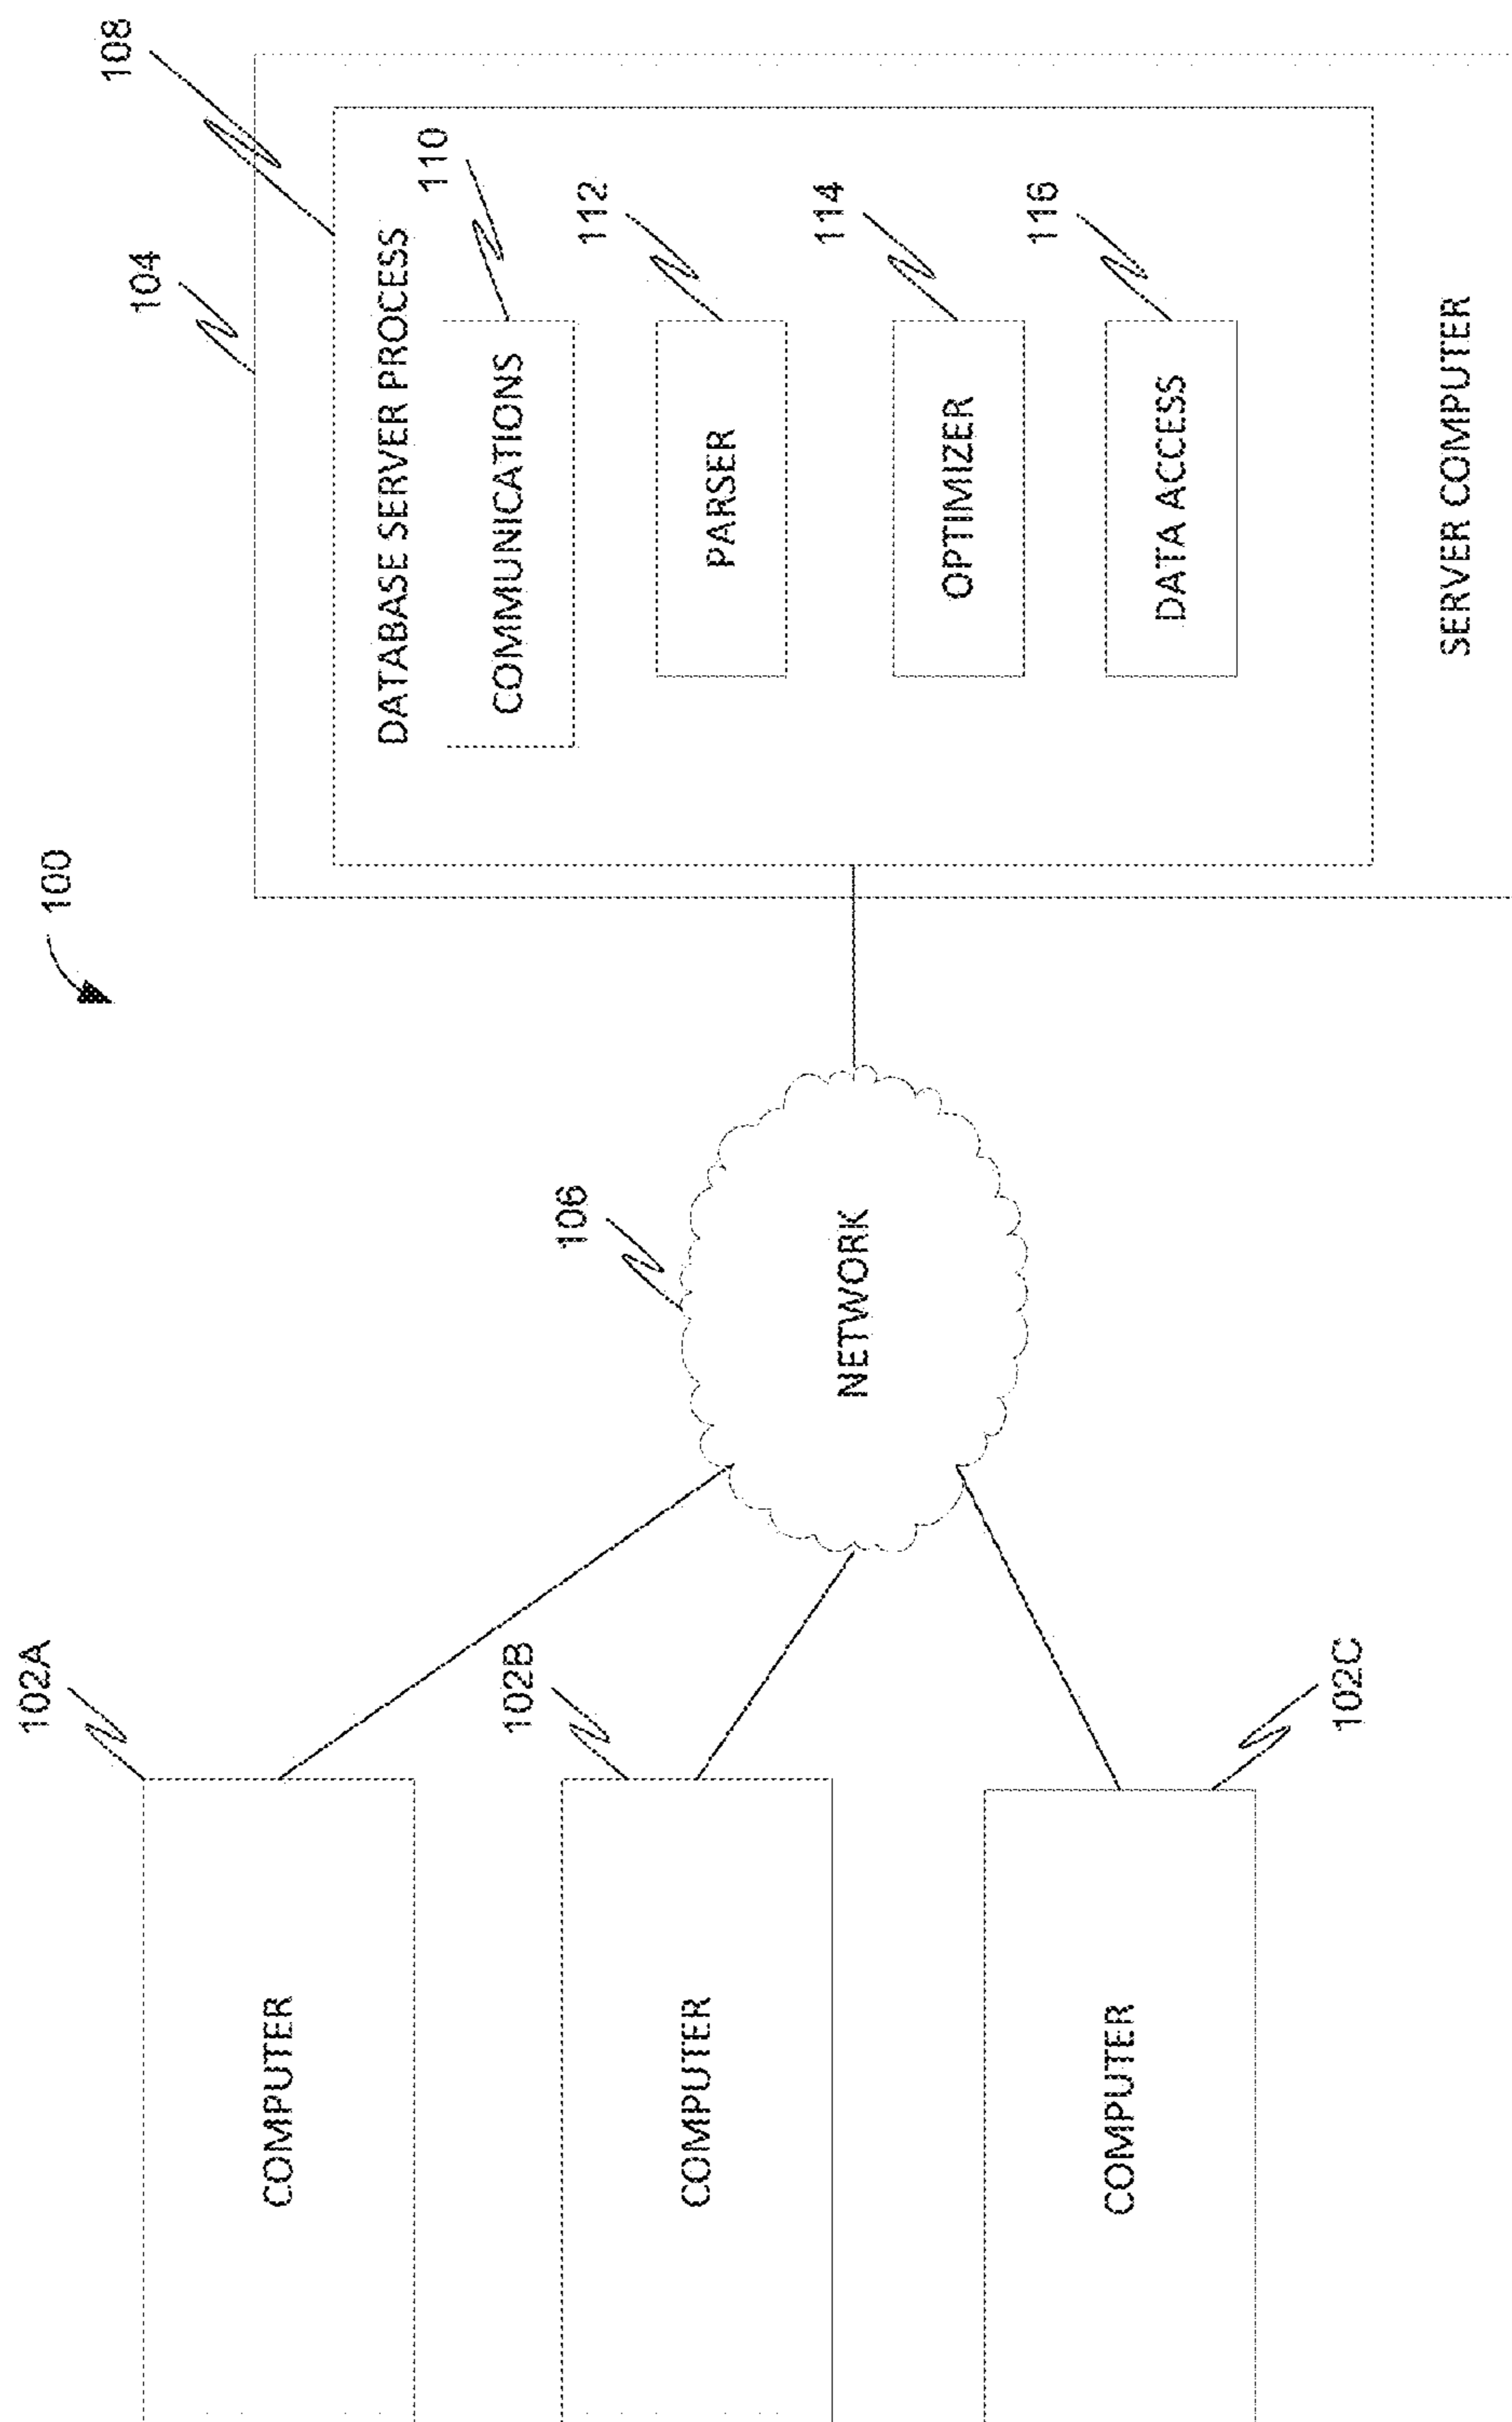 100
102A
COMPUTER
102B
COMPUTER
102C
COMPUTER
106
NETWORK
104
108
DATABASE SERVER PROCESS
110
COMMUNICATIONS
112
PARSER
114
OPTIMIZER
116
DATA ACCESS
SERVER COMPUTER